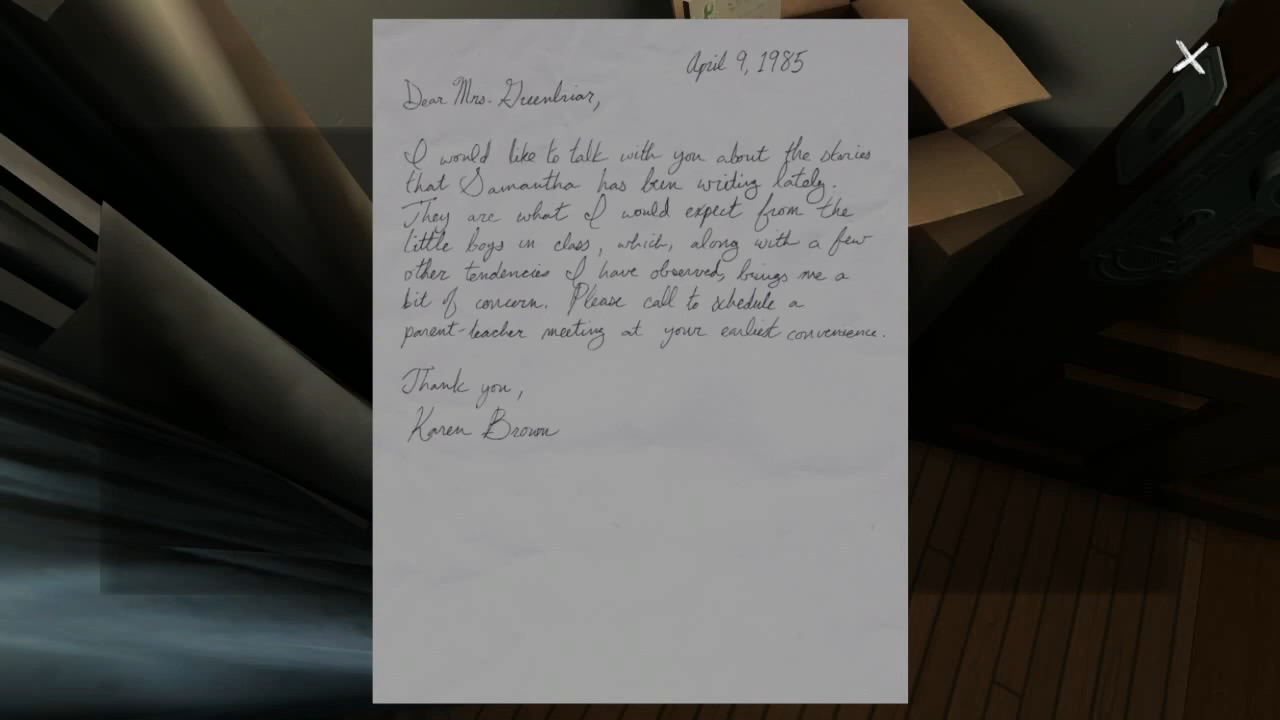 April 9, 1985
Dear Mrs. Greenbriar,
I would like to talk with you about the stories
that Samantha has been writing lately.
They are what I would expect from the
little boys in class, which, along with a few
other tendencies I have observed, brings me a
bit of concern. Please call to schedule a
parent-teacher meeting at your earliest convenience.
Thank you,
Karen Brown